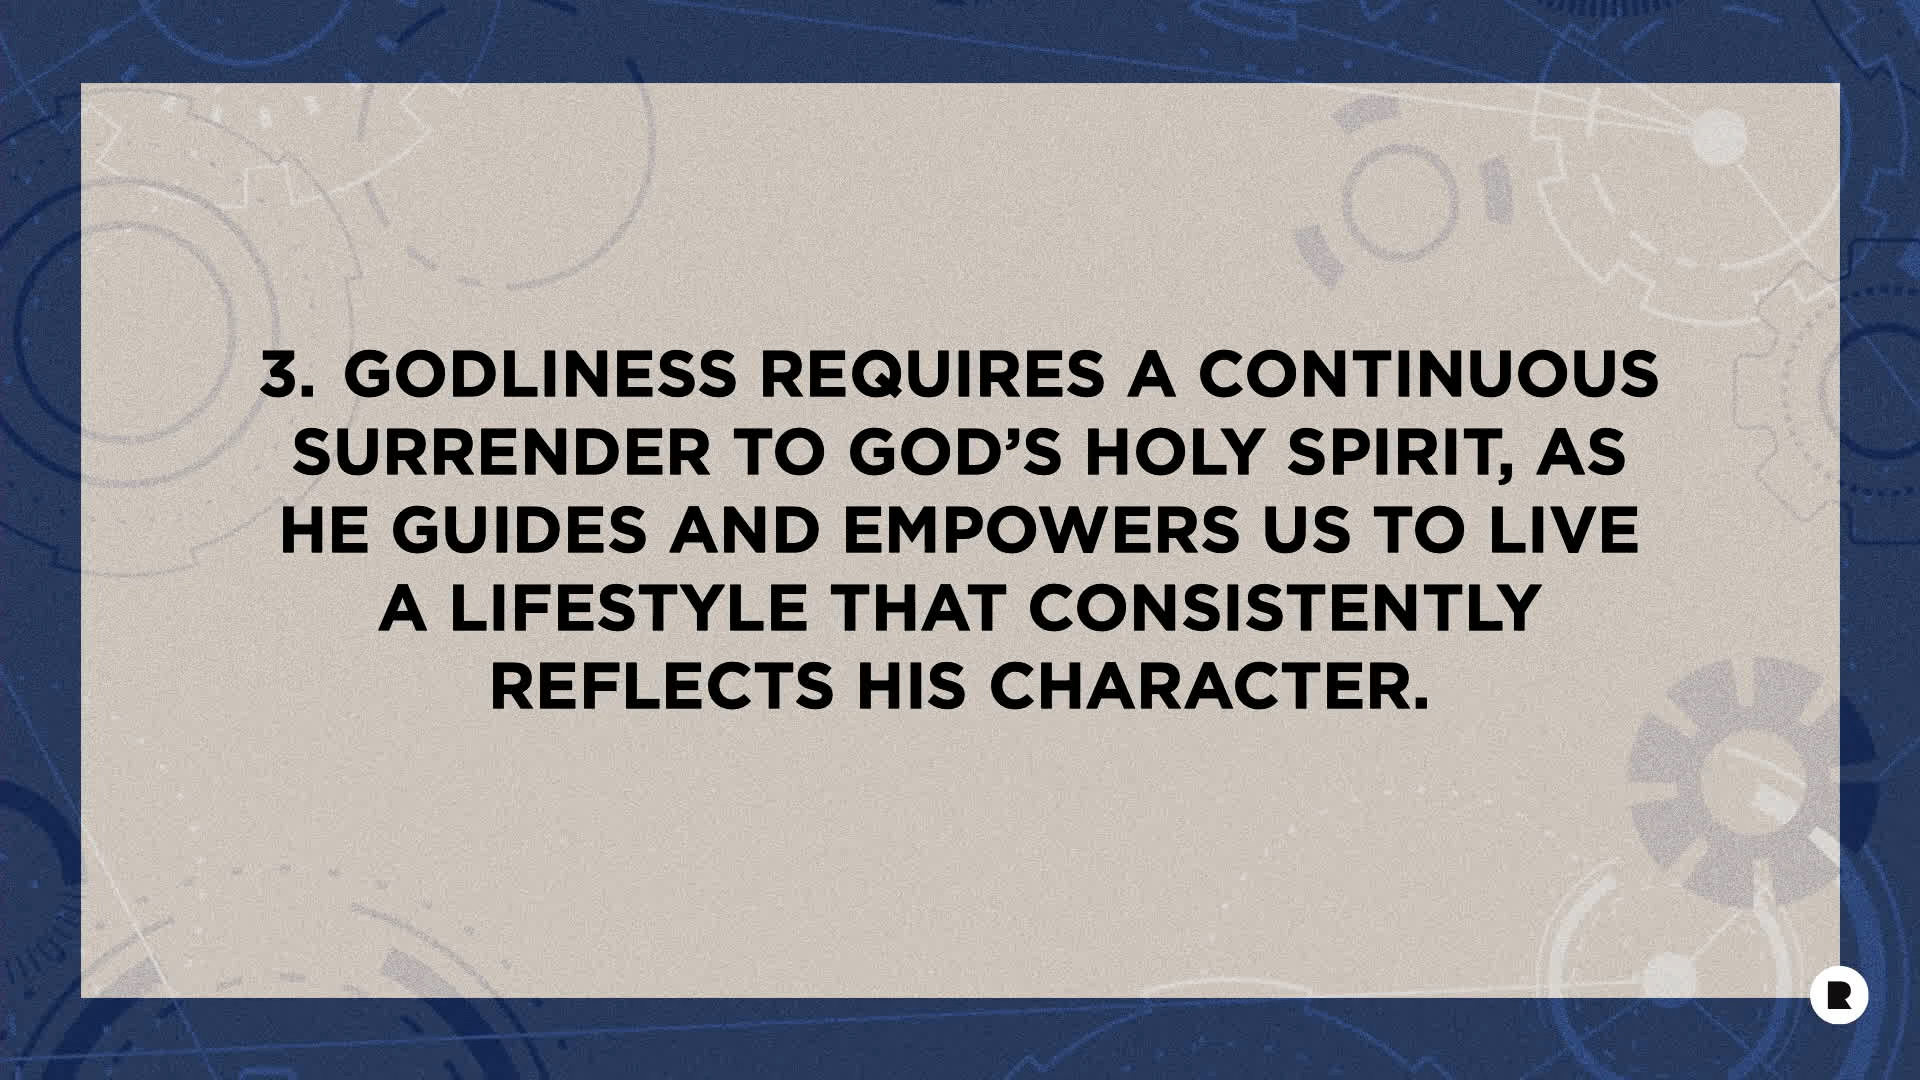 3. GODLINESS REQUIRES A CONTINUOUS
SURRENDER TO GOD’S HOLY SPIRIT, AS
HE GUIDES AND EMPOWERS US TO LIVE
A LIFESTYLE THAT CONSISTENTLY
REFLECTS HIS CHARACTER.
R